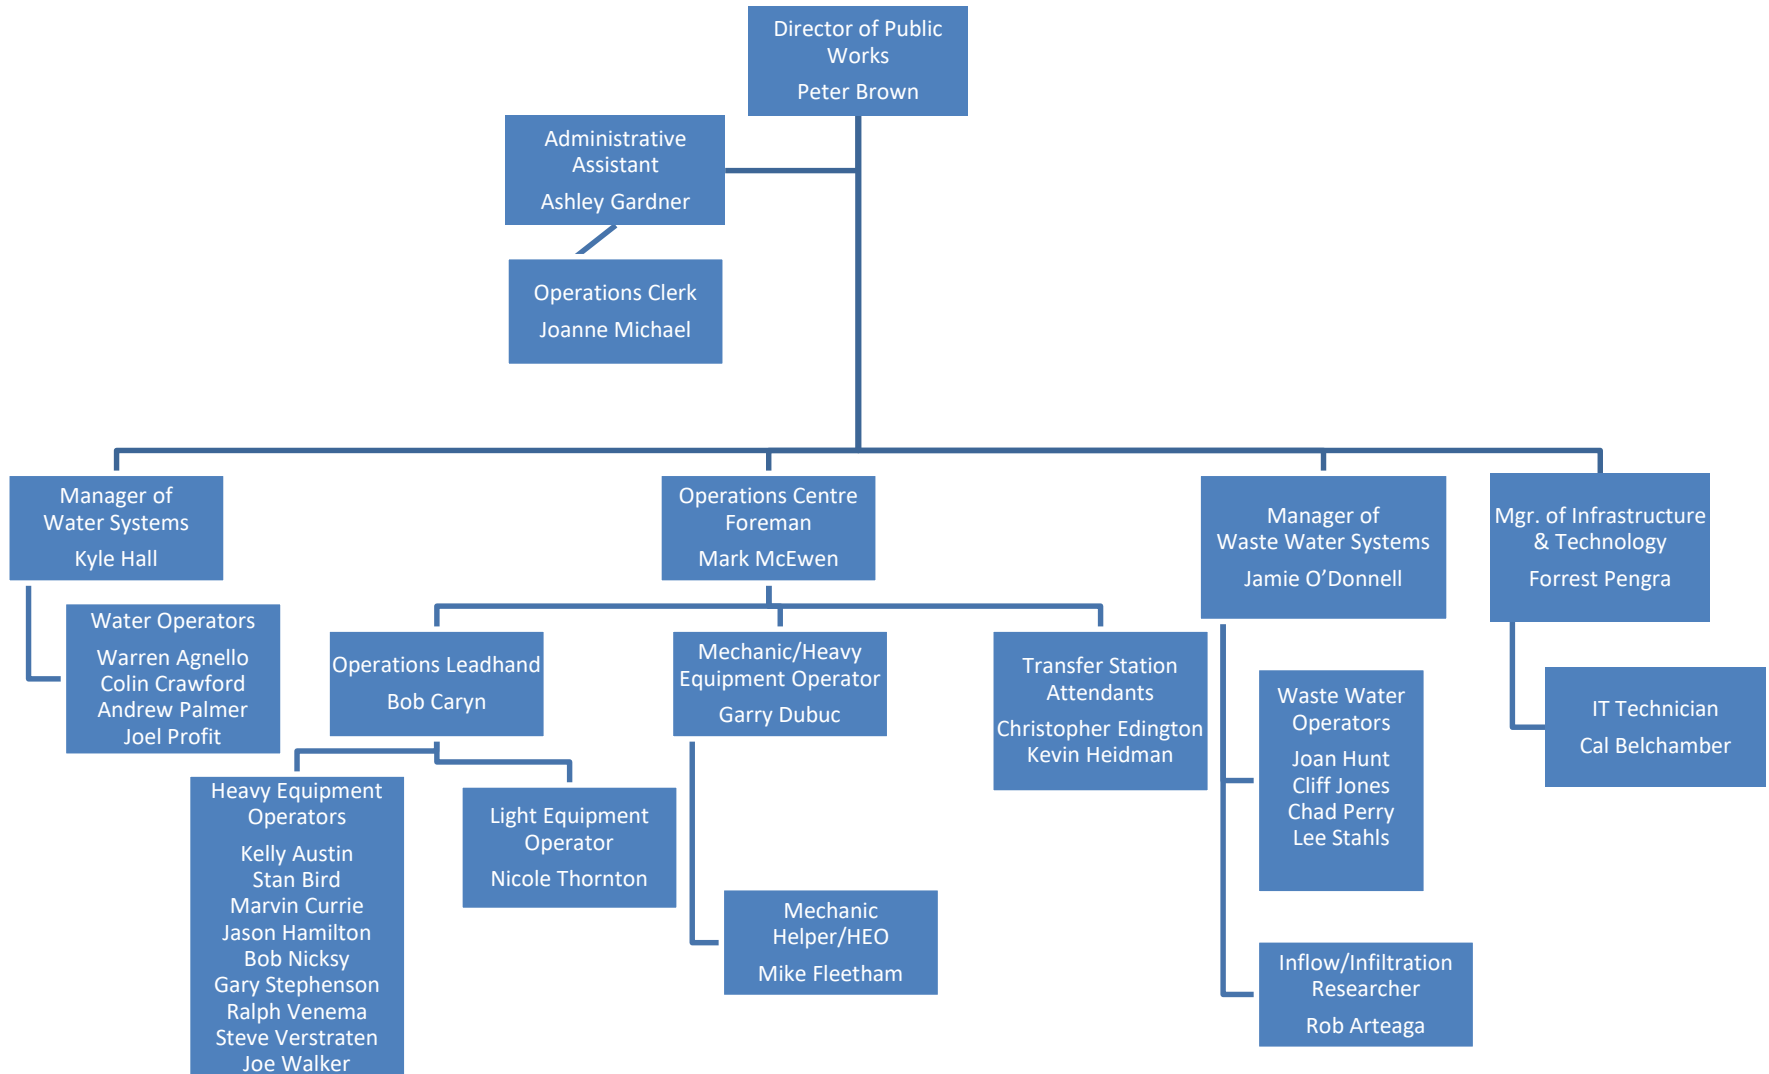 Director of Public
Works
Peter Brown
Administrative
Assistant
Ashley Gardner
Operations Clerk
Joanne Michael
Manager of
Water Systems
Kyle Hall
Water Operators
Warren Agnello
Colin Crawford
Andrew Palmer
Joel Profit
Operations Centre
Foreman
Mark McEwen
Operations Leadhand
Bob Caryn
Heavy Equipment
Operators
Kelly Austin
Stan Bird
Marvin Currie
Jason Hamilton
Bob Nicksy
Gary Stephenson
Ralph Venema
Steve Verstraten
Joe Walker
Light Equipment
Operator
Nicole Thornton
Mechanic/Heavy
Equipment Operator
Garry Dubuc
Mechanic
Helper/HEO
Mike Fleetham
Transfer Station
Attendants
Christopher Edington
Kevin Heidman
Manager of
Waste Water Systems
Jamie O’Donnell
Waste Water
Operators
Joan Hunt
Cliff Jones
Chad Perry
Lee Stahls
Inflow/Infiltration
Researcher
Rob Arteaga
Mgr. of Infrastructure
& Technology
Forrest Pengra
IT Technician
Cal Belchamber